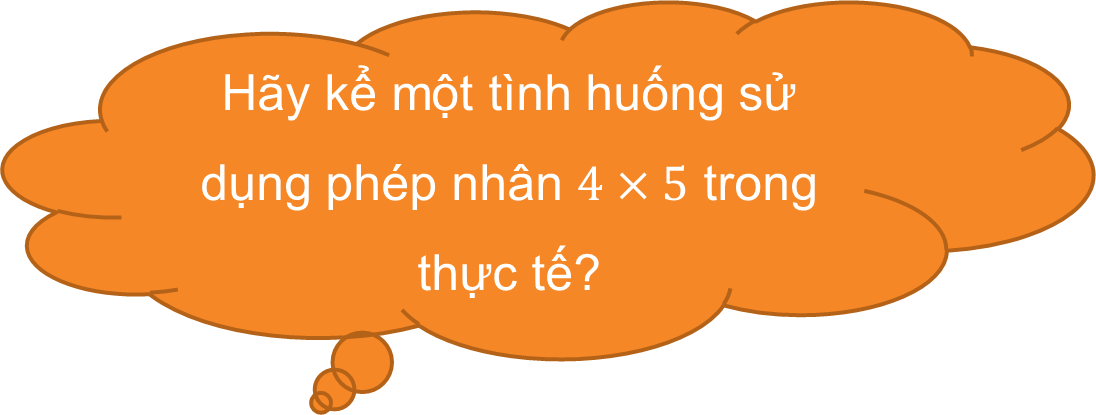 Hãy kể một tình huống sử
dụng phép nhân 4 × 5 trong
thực tế?